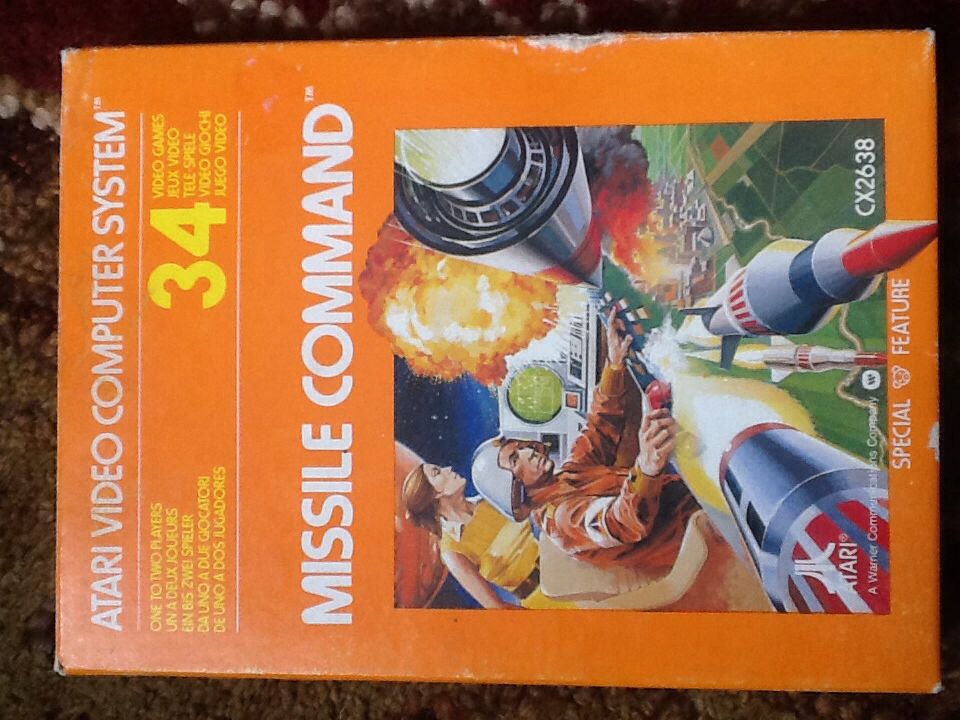 ATARI VIDEO COMPUTER SYSTEM™
ONE TO TWO PLAYERS
UN A DEUX JOUEURS
EIN BIS ZWEI SPIELER
DA UNO A DUE GIOCATORI
DE UNO A DOS JUGADORES
34
VIDEO GAMES
JEUX VIDEO
TELE-SPIELE
VIDEO GIOCHI
JUEGO VIDEO
MISSILE COMMAND™
ATARI®
A Warner Communications Company
CX2638
SPECIAL FEATURE